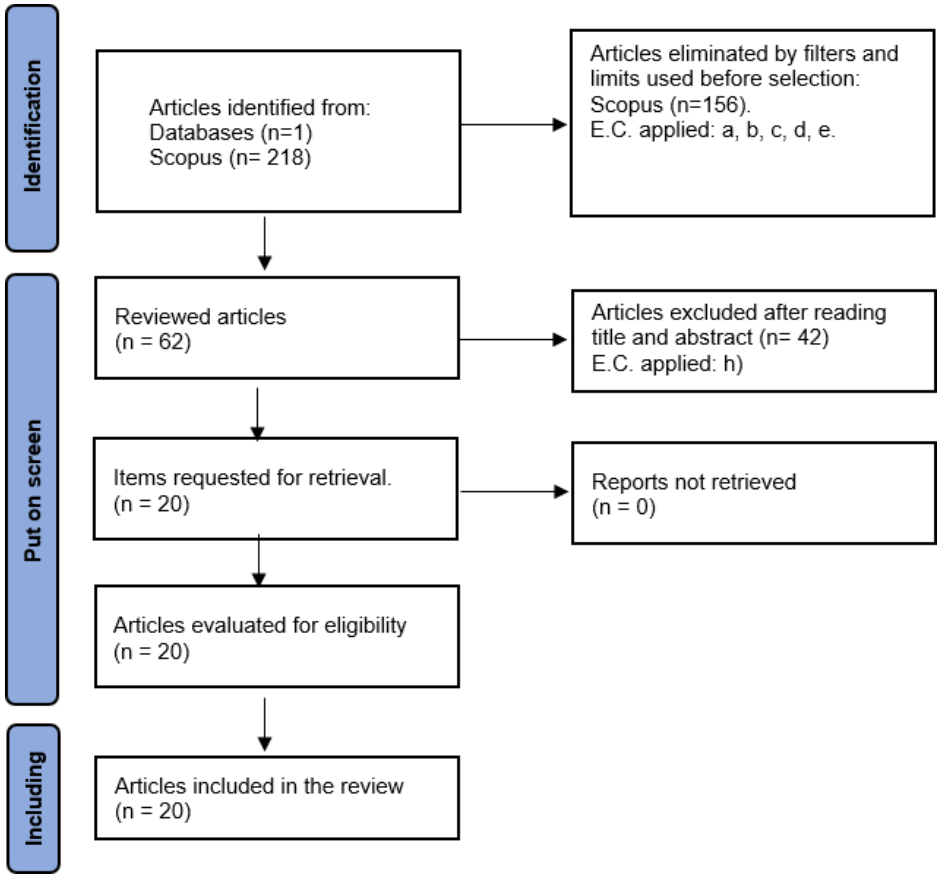 Identification
Articles identified from:
Databases (n=1)
Scopus (n= 218)
Articles eliminated by filters and
limits used before selection:
Scopus (n=156).
E.C. applied: a, b, c, d, e.
Put on screen
Reviewed articles
(n = 62)
Articles excluded after reading
title and abstract (n= 42)
E.C. applied: h)
Items requested for retrieval.
(n = 20)
Reports not retrieved
(n = 0)
Articles evaluated for eligibility
(n = 20)
Including
Articles included in the review
(n = 20)